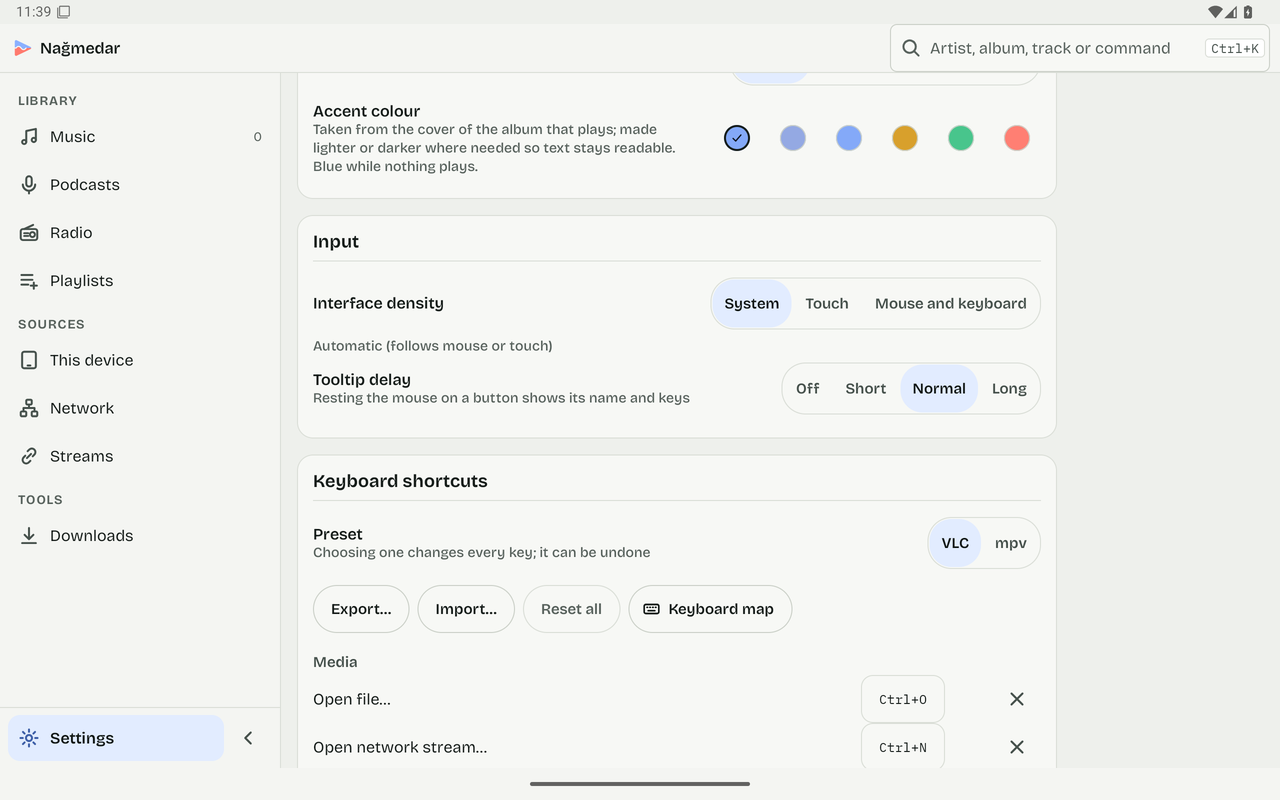 11:39
Nağmedar
Artist, album, track or command
Ctrl+K
LIBRARY
Music
0
Podcasts
Radio
Playlists
SOURCES
This device
Network
Streams
TOOLS
Downloads
Settings
Accent colour
Taken from the cover of the album that plays; made
lighter or darker where needed so text stays readable.
Blue while nothing plays.
Input
Interface density
System
Touch
Mouse and keyboard
Automatic (follows mouse or touch)
Tooltip delay
Resting the mouse on a button shows its name and keys
Off
Short
Normal
Long
Keyboard shortcuts
Preset
Choosing one changes every key; it can be undone
VLC
mpv
Export...
Import...
Reset all
Keyboard map
Media
Open file...
Ctrl+O
Open network stream...
Ctrl+N